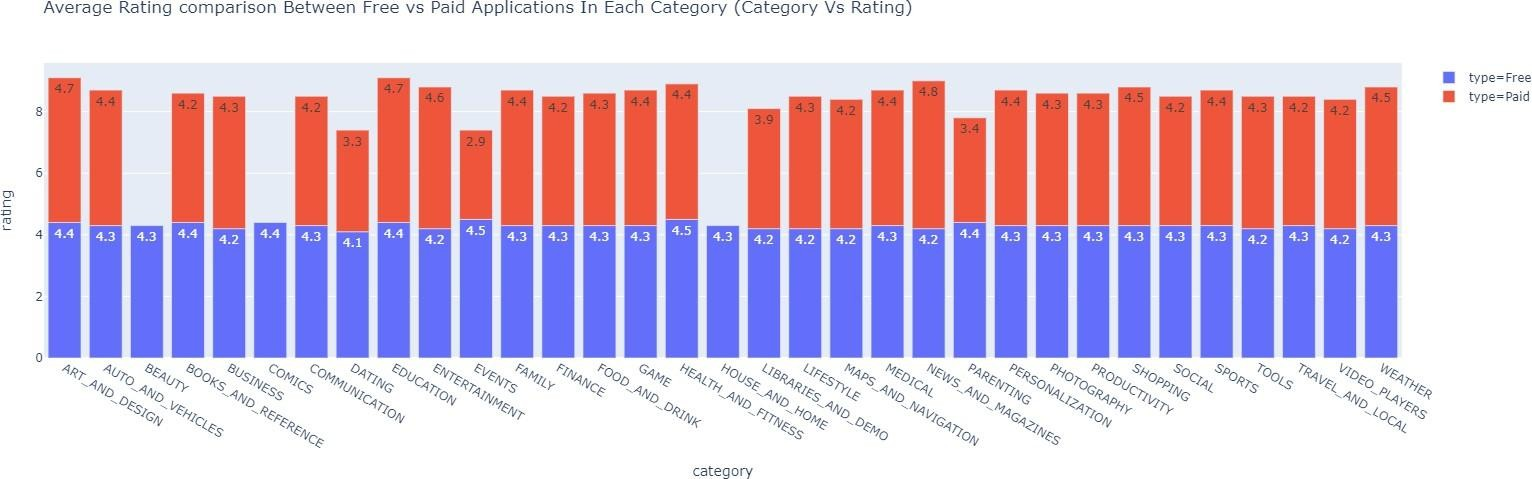 Average Rating comparison Between Free vs Paid Applications In Each Category (Category Vs Rating)
type=Free
type=Paid
rating
8
6
4
2
0
4.7 4.4 4.2 4.3 4.2 3.3 4.7 4.6 2.9 4.4 4.2 4.3 4.4 4.4 3.9 4.3 4.2 4.4 4.8 3.4 4.4 4.3 4.3 4.5 4.2 4.4 4.3 4.2 4.2 4.5
4.4 4.3 4.3 4.4 4.2 4.4 4.3 4.1 4.4 4.2 4.5 4.3 4.3 4.3 4.3 4.5 4.3 4.2 4.2 4.2 4.3 4.2 4.4 4.3 4.3 4.3 4.3 4.3 4.3 4.2 4.3 4.2 4.3
ART_AND_DESIGN
AUTO_AND_VEHICLES
BEAUTY
BOOKS_AND_REFERENCE
BUSINESS
COMICS
COMMUNICATION
DATING
EDUCATION
ENTERTAINMENT
EVENTS
FAMILY
FINANCE
FOOD_AND_DRINK
GAME
HEALTH_AND_FITNESS
HOUSE_AND_HOME
LIBRARIES_AND_DEMO
LIFESTYLE
MAPS_AND_NAVIGATION
MEDICAL
NEWS_AND_MAGAZINES
PARENTING
PERSONALIZATION
PHOTOGRAPHY
PRODUCTIVITY
SHOPPING
SOCIAL
SPORTS
TOOLS
TRAVEL_AND_LOCAL
VIDEO_PLAYERS
WEATHER
category